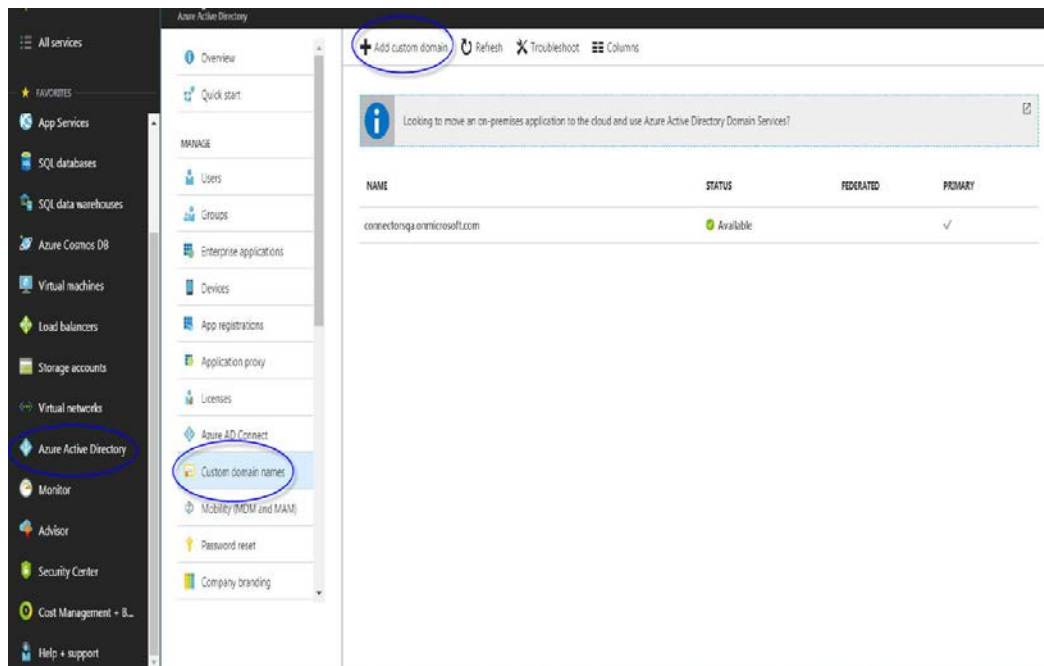 Azure Active Directory
All services
FAVORITES
App Services
SQL databases
SQL data warehouses
Azure Cosmos DB
Virtual machines
Load balancers
Storage accounts
Virtual networks
Azure Active Directory
Monitor
Advisor
Security Center
Cost Management + B...
Help + support
Overview
Quick start
MANAGE
Users
Groups
Enterprise applications
Devices
App registrations
Application proxy
Licenses
Azure AD Connect
Custom domain names
Mobility (MDM and MAM)
Password reset
Company branding
Add custom domain Refresh Troubleshoot Columns
Looking to move an on-premises application to the cloud and use Azure Active Directory Domain Services?
NAME STATUS FEDERATED PRIMARY
connectorsqa.onmicrosoft.com Available